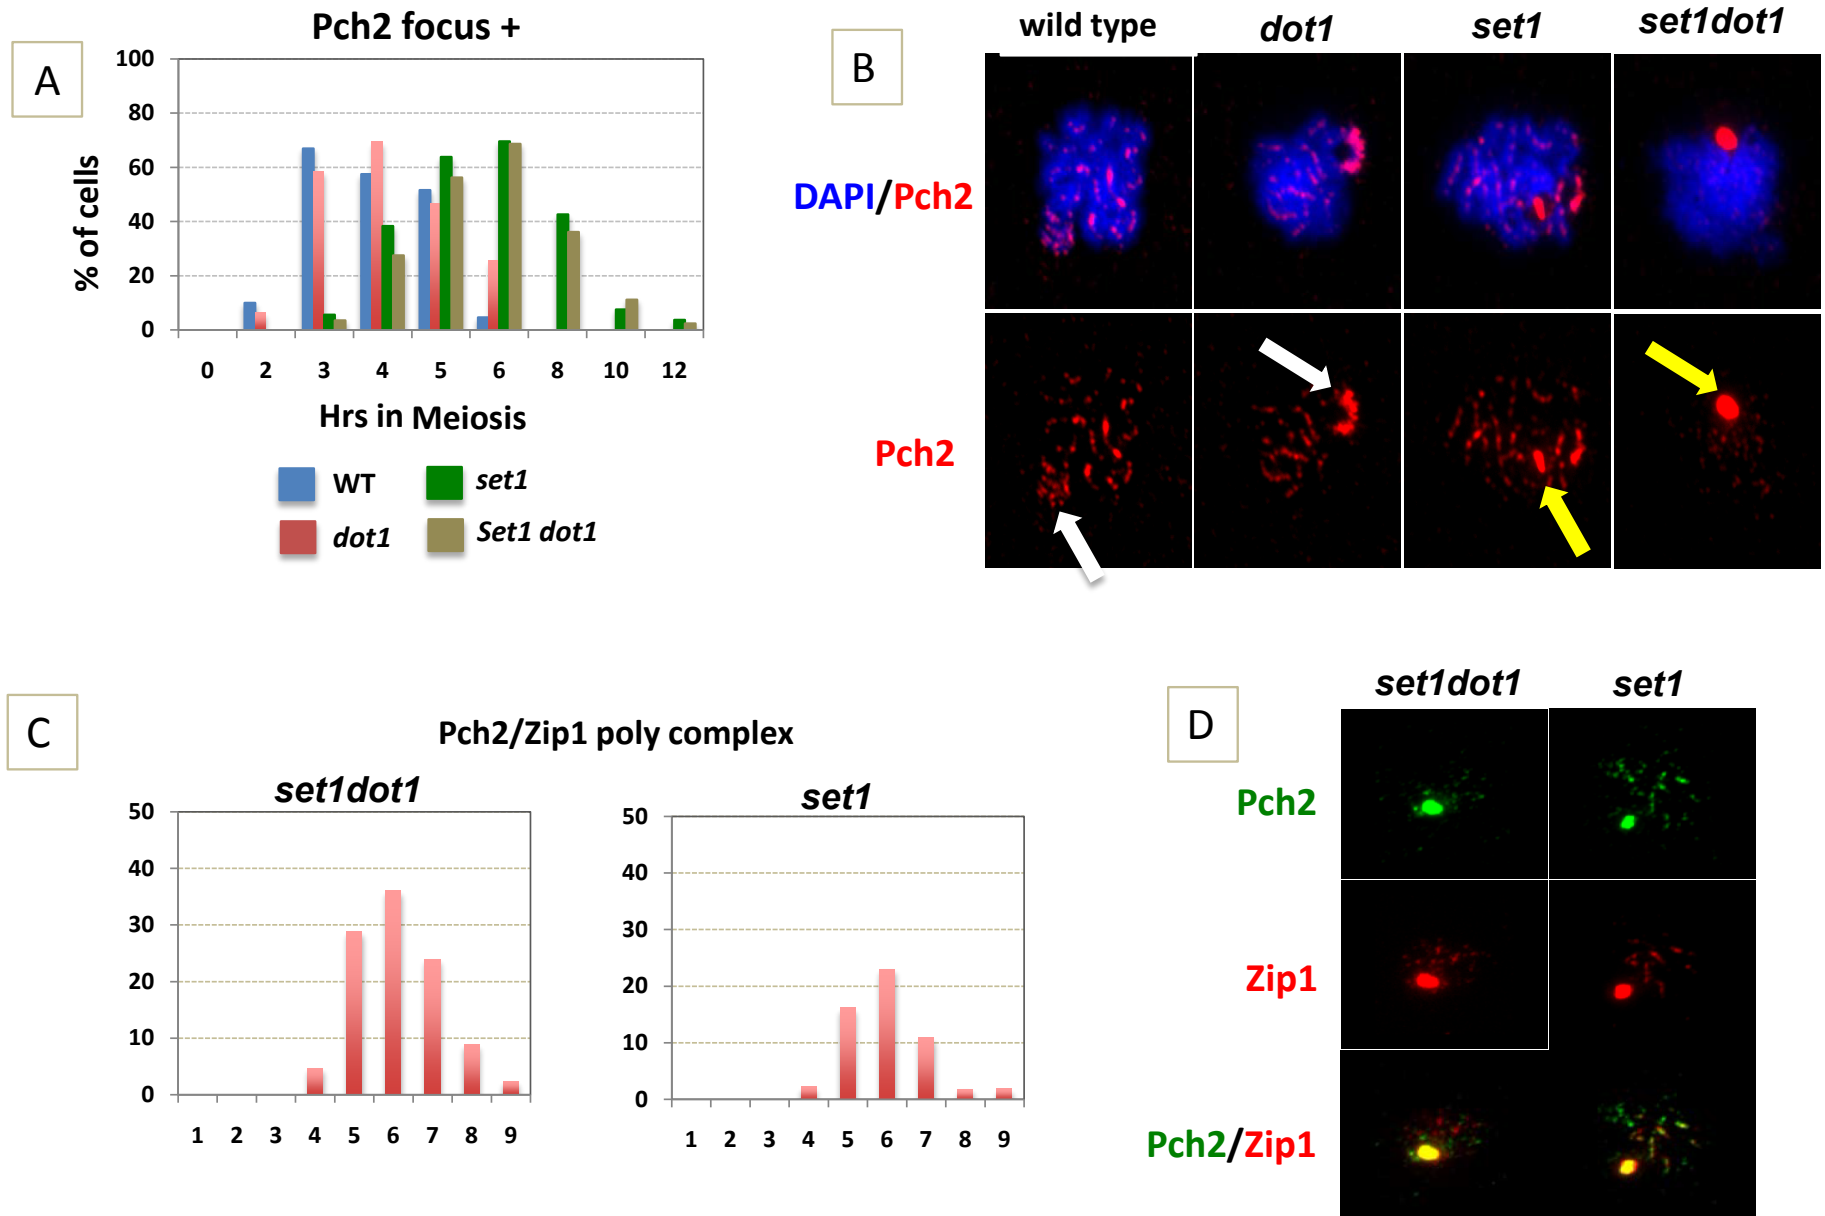 A
Pch2 focus +
% of cells
100
80
60
40
20
0
0 2 3 4 5 6 8 10 12
Hrs in Meiosis
WT
set1
dot1
Set1 dot1
B
wild type dot1 set1 set1dot1
DAPI/Pch2
Pch2
C
Pch2/Zip1 poly complex
set1dot1
50
40
30
20
10
0
1 2 3 4 5 6 7 8 9
set1
50
40
30
20
10
0
1 2 3 4 5 6 7 8 9
D
set1dot1 set1
Pch2
Zip1
Pch2/Zip1